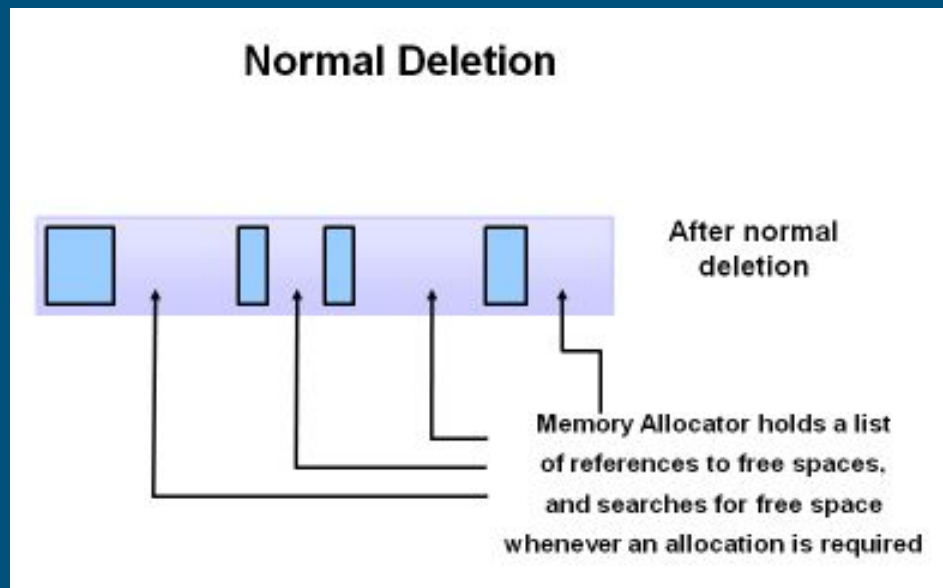 Normal Deletion
After normal
deletion
Memory Allocator holds a list
of references to free spaces,
and searches for free space
whenever an allocation is required